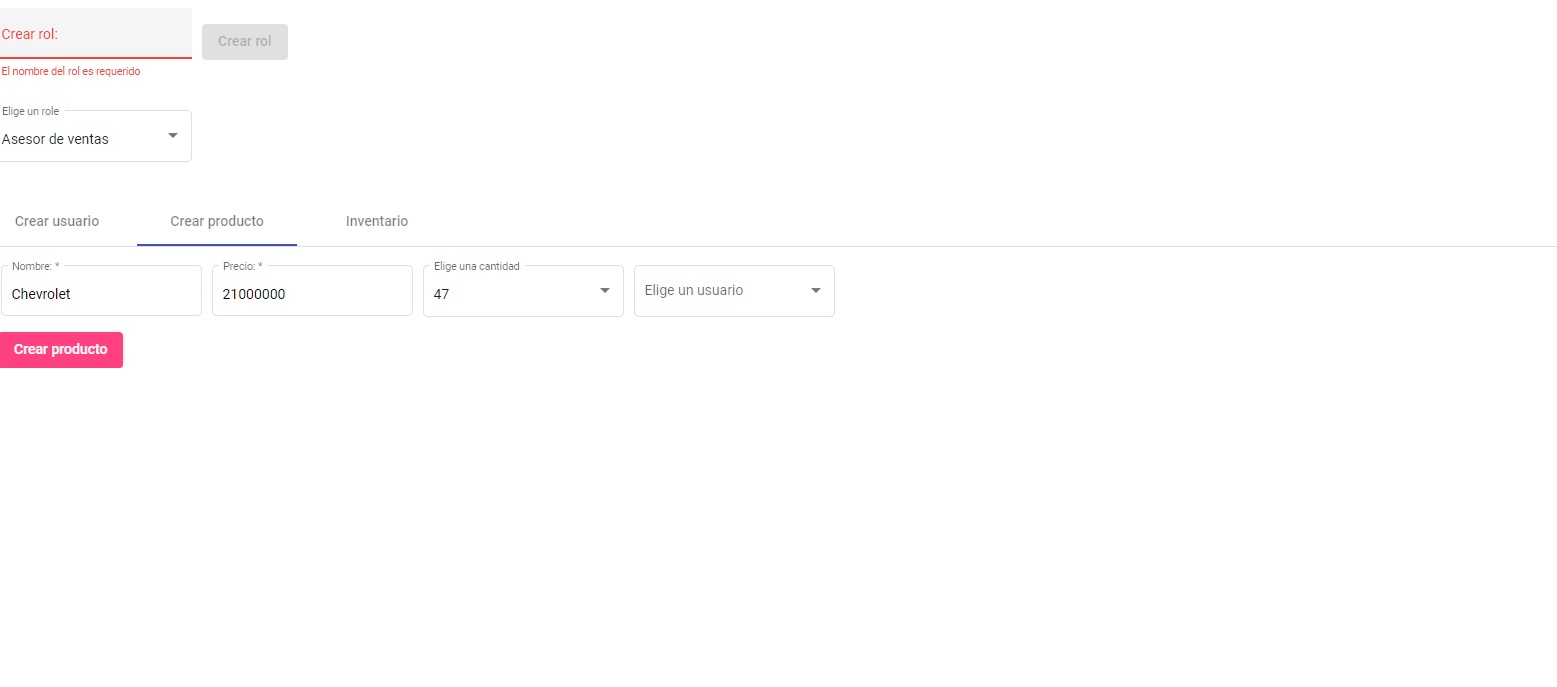 Crear rol:
Crear rol
El nombre del rol es requerido
Elige un role
Asesor de ventas
Crear usuario
Crear producto
Inventario
Nombre: *
Chevrolet
Precio: *
21000000
Elige una cantidad
47
Elige un usuario
Crear producto